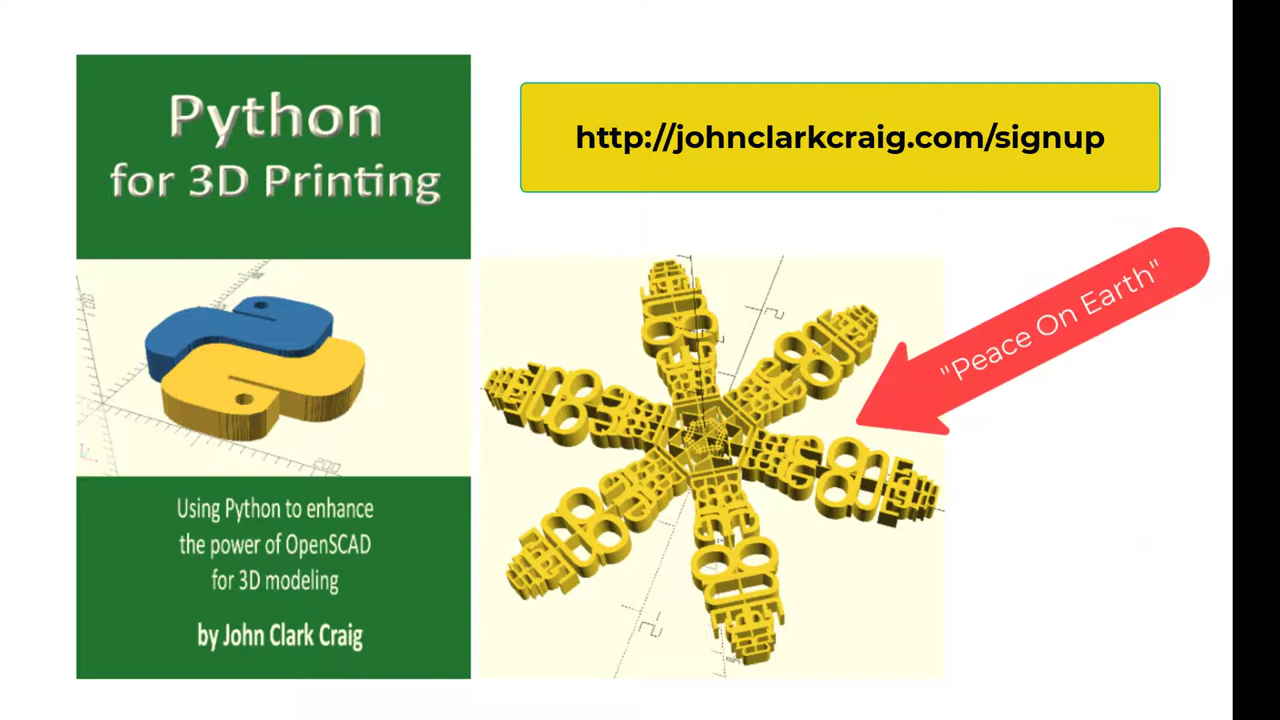 Python
for 3D Printing
Using Python to enhance
the power of OpenSCAD
for 3D modeling
by John Clark Craig
http://johnclarkcraig.com/signup
"Peace On Earth"